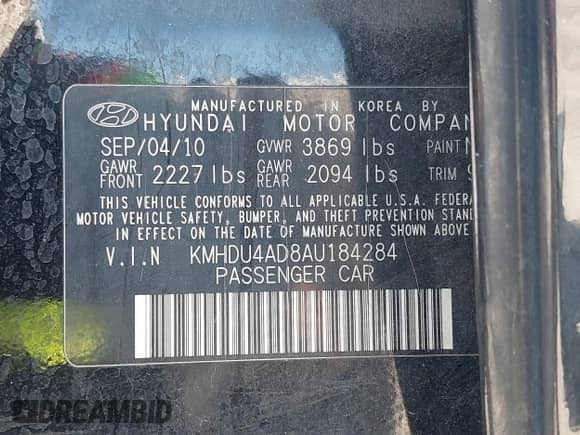 MANUFACTURED IN KOREA BY
HYUNDAI MOTOR COMPAN
SEP/04/10 GVWR 3869 lbs PAINT
GAWR FRONT 2227 lbs GAWR REAR 2094 lbs TRIM
THIS VEHICLE CONFORMS TO ALL APPLICABLE U.S.A. FEDERA
MOTOR VEHICLE SAFETY, BUMPER, AND THEFT PREVENTION STAND
IN EFFECT ON THE DATE OF MANUFACTURE SHOWN ABOVE
V.I.N KMHDU4AD8AU184284
PASSENGER CAR
DREAMBID